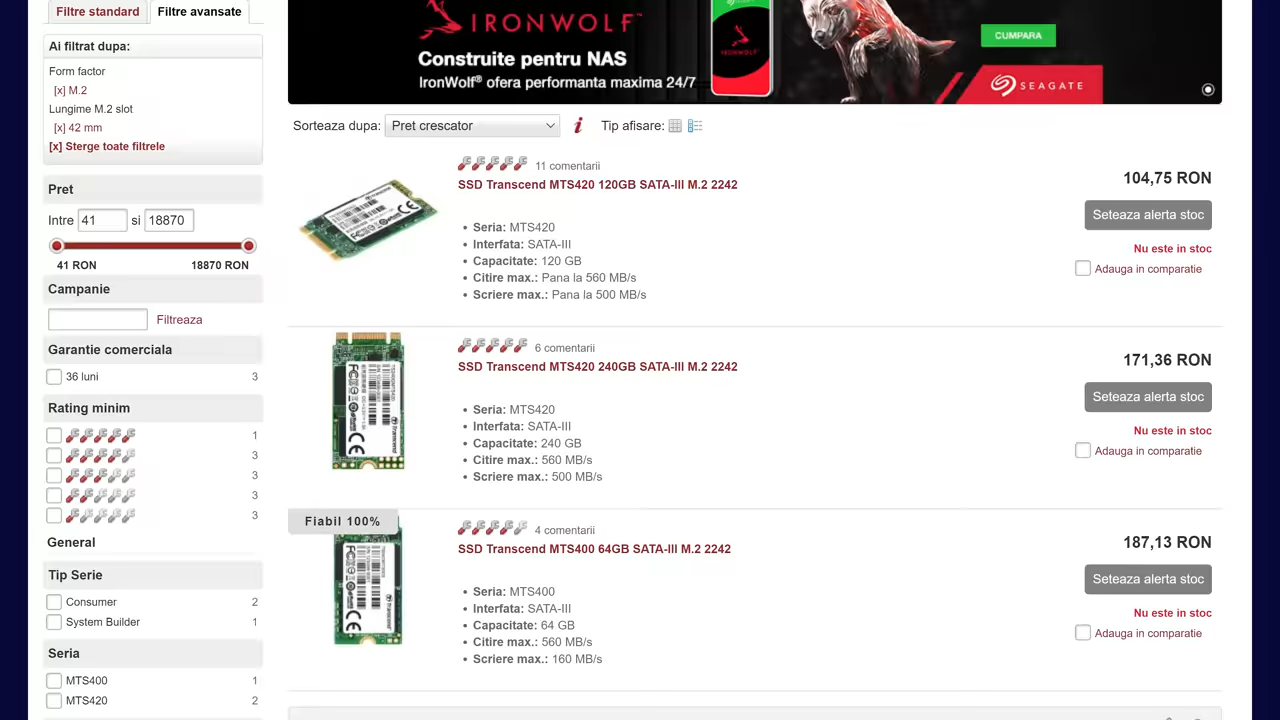 Filtre standard
Filtre avansate
Ai filtrat dupa:
Form factor
[x] M.2
Lungime M.2 slot
[x] 42 mm
[x] Sterge toate filtrele
Pret
Intre 41 si 18870
41 RON 18870 RON
Campanie
Filtreaza
Garantie comerciala
36 luni 3
Rating minim
1
3
3
3
3
General
Tip Serie
Consumer 2
System Builder 1
Seria
MTS400 1
MTS420 2
IRONWOLF
Construite pentru NAS
IronWolf® ofera performanta maxima 24/7
IRONWOLF
CUMPARA
SEAGATE
Sorteaza dupa: Pret crescator i Tip afisare:
11 comentarii
SSD Transcend MTS420 120GB SATA-III M.2 2242
• Seria: MTS420
• Interfata: SATA-III
• Capacitate: 120 GB
• Citire max.: Pana la 560 MB/s
• Scriere max.: Pana la 500 MB/s
104,75 RON
Seteaza alerta stoc
Nu este in stoc
Adauga in comparatie
6 comentarii
SSD Transcend MTS420 240GB SATA-III M.2 2242
• Seria: MTS420
• Interfata: SATA-III
• Capacitate: 240 GB
• Citire max.: 560 MB/s
• Scriere max.: 500 MB/s
171,36 RON
Seteaza alerta stoc
Nu este in stoc
Adauga in comparatie
Fiabil 100%
4 comentarii
SSD Transcend MTS400 64GB SATA-III M.2 2242
• Seria: MTS400
• Interfata: SATA-III
• Capacitate: 64 GB
• Citire max.: 560 MB/s
• Scriere max.: 160 MB/s
187,13 RON
Seteaza alerta stoc
Nu este in stoc
Adauga in comparatie